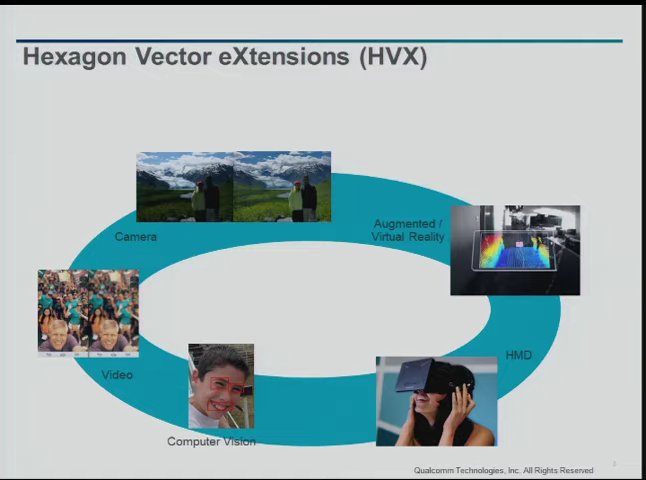 Hexagon Vector eXtensions (HVX)
Camera
Augmented /
Virtual Reality
HMD
Video
Computer Vision
Qualcomm Technologies, Inc. All Rights Reserved